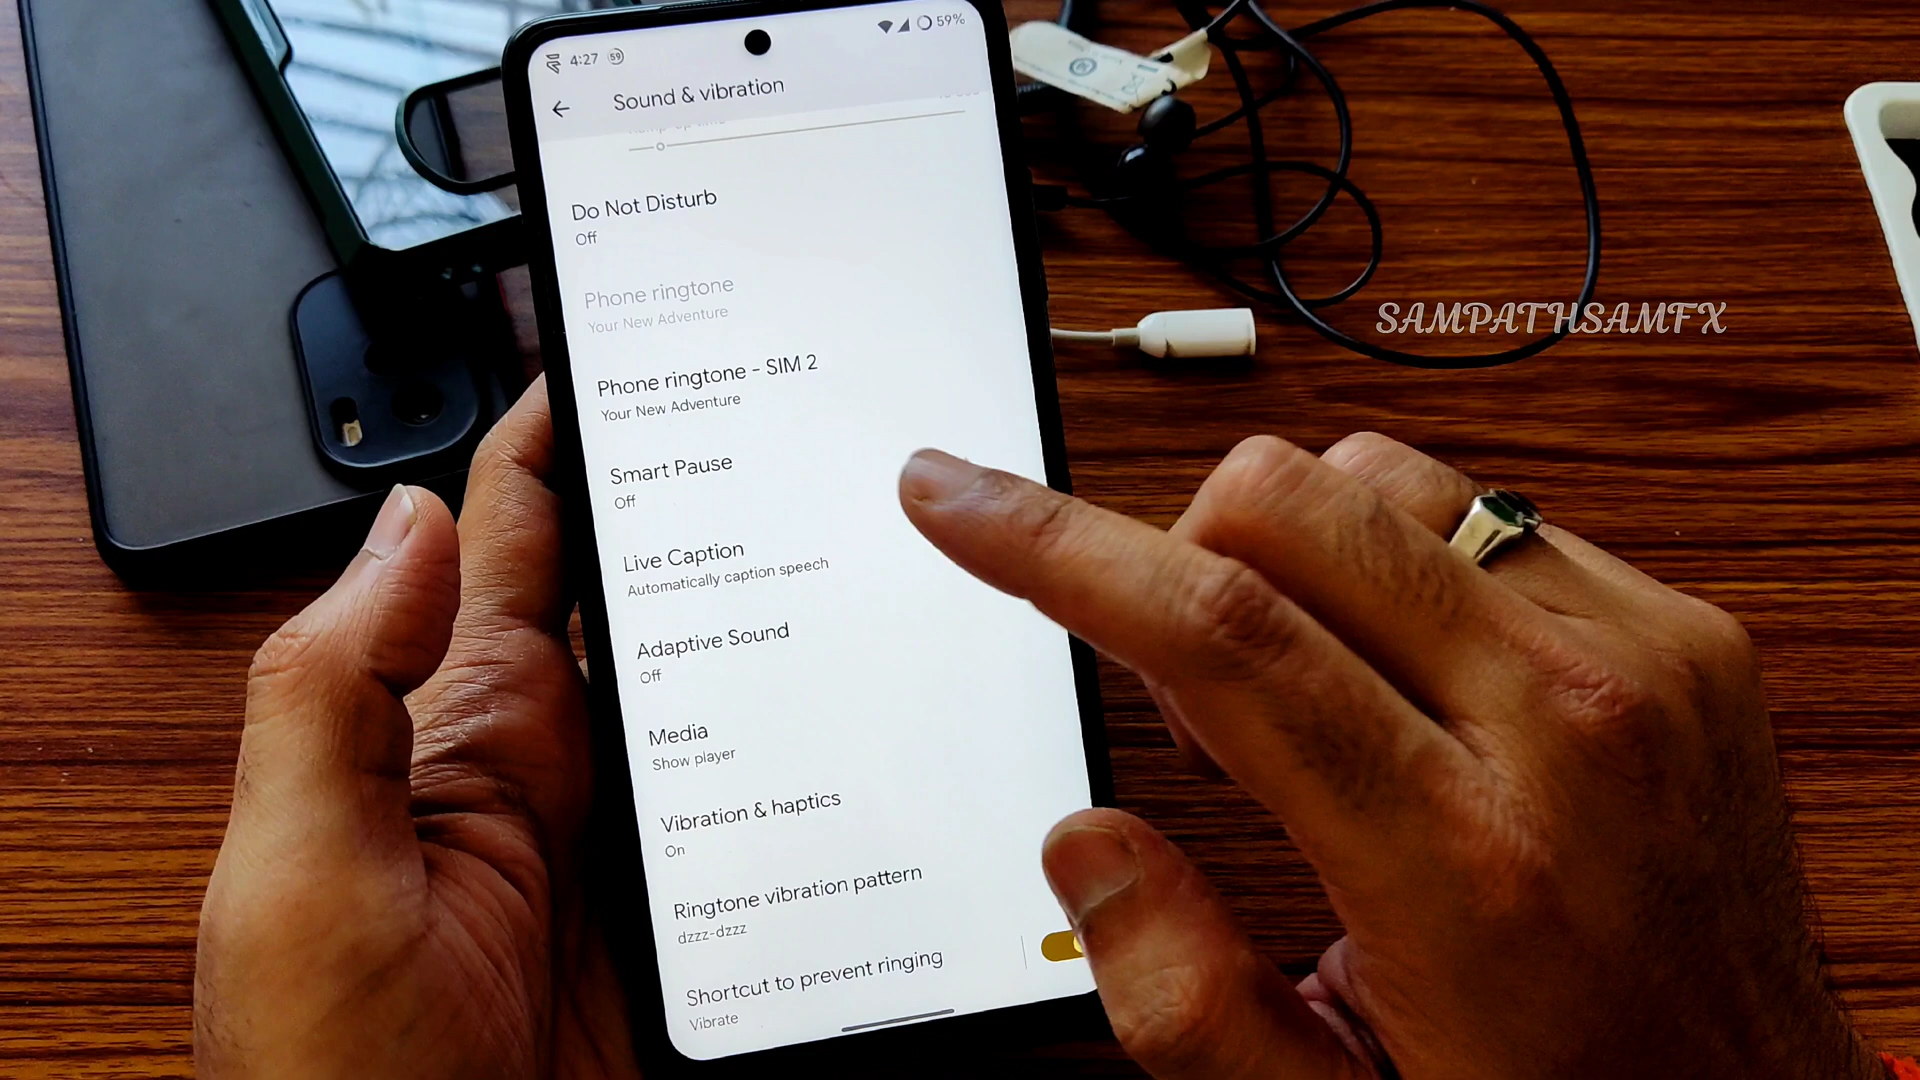 4:27
59
59%
Sound & vibration
Do Not Disturb
Off
Phone ringtone
Your New Adventure
Phone ringtone - SIM 2
Your New Adventure
Smart Pause
Off
Live Caption
Automatically caption speech
Adaptive Sound
Off
Media
Show player
Vibration & haptics
On
Ringtone vibration pattern
dzzz-dzzz
Shortcut to prevent ringing
Vibrate
SAMPATHSAMFX